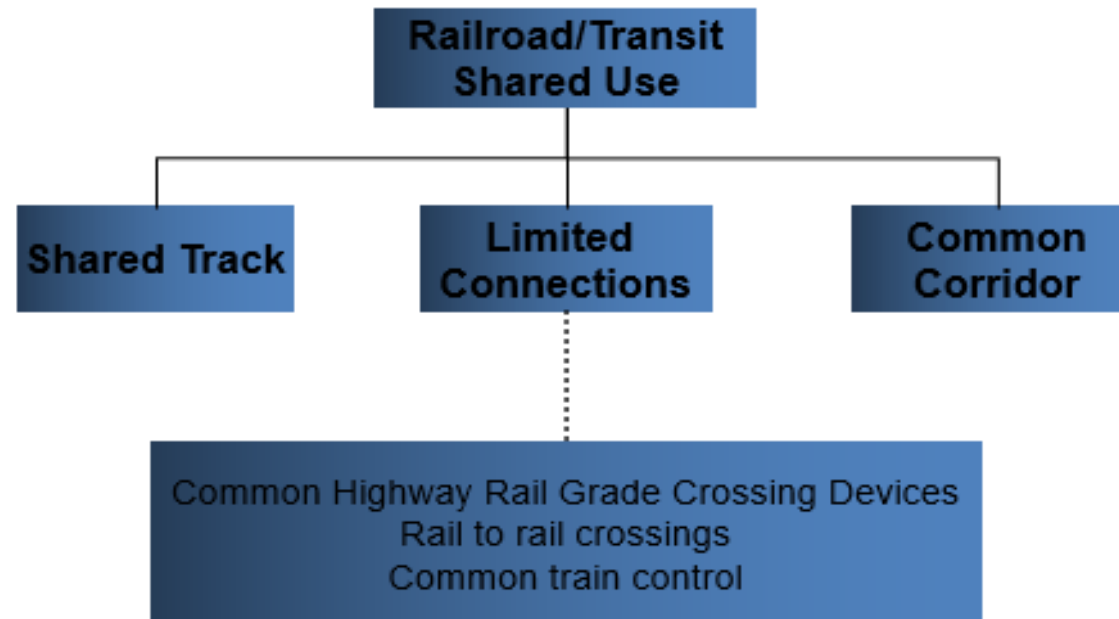 Railroad/Transit
Shared Use
Shared Track
Limited
Connections
Common
Corridor
Common Highway Rail Grade Crossing Devices
Rail to rail crossings
Common train control